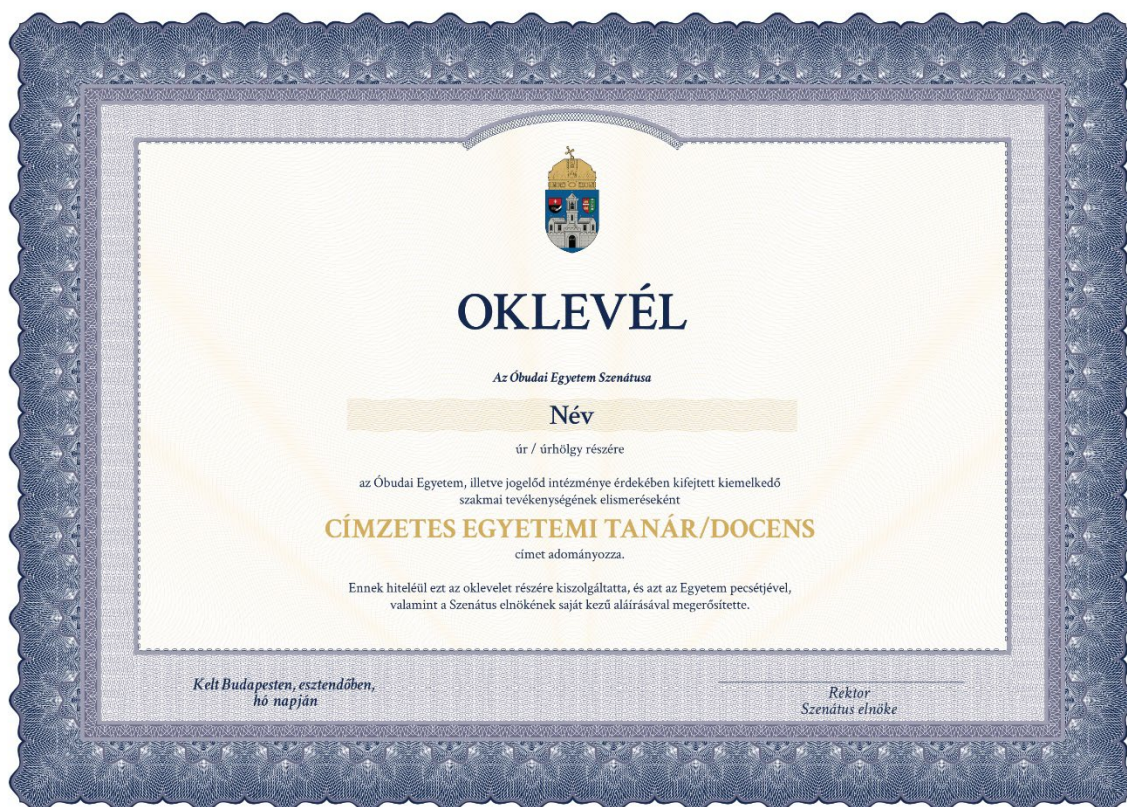 OKLEVÉL
Az Óbudai Egyetem Szenátusa
Név
úr / úrhölgy részére
az Óbudai Egyetem, illetve jogelőd intézménye érdekében kifejtett kiemelkedő
szakmai tevékenységének elismeréseként
CÍMZETES EGYETEMI TANÁR/DOCENS
címet adományozza.
Ennek hiteléül ezt az oklevelet részére kiszolgáltatta, és azt az Egyetem pecsétjével,
valamint a Szenátus elnökének saját kezű aláírásával megerősítette.
Kelt Budapesten, esztendőben,
hó napján
Rektor
Szenátus elnöke